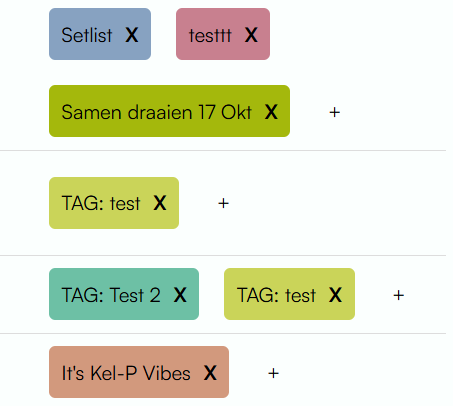 Setlist X testtt X
Samen draaien 17 Okt X +
TAG: test X +
TAG: Test 2 X TAG: test X +
It's Kel-P Vibes X +